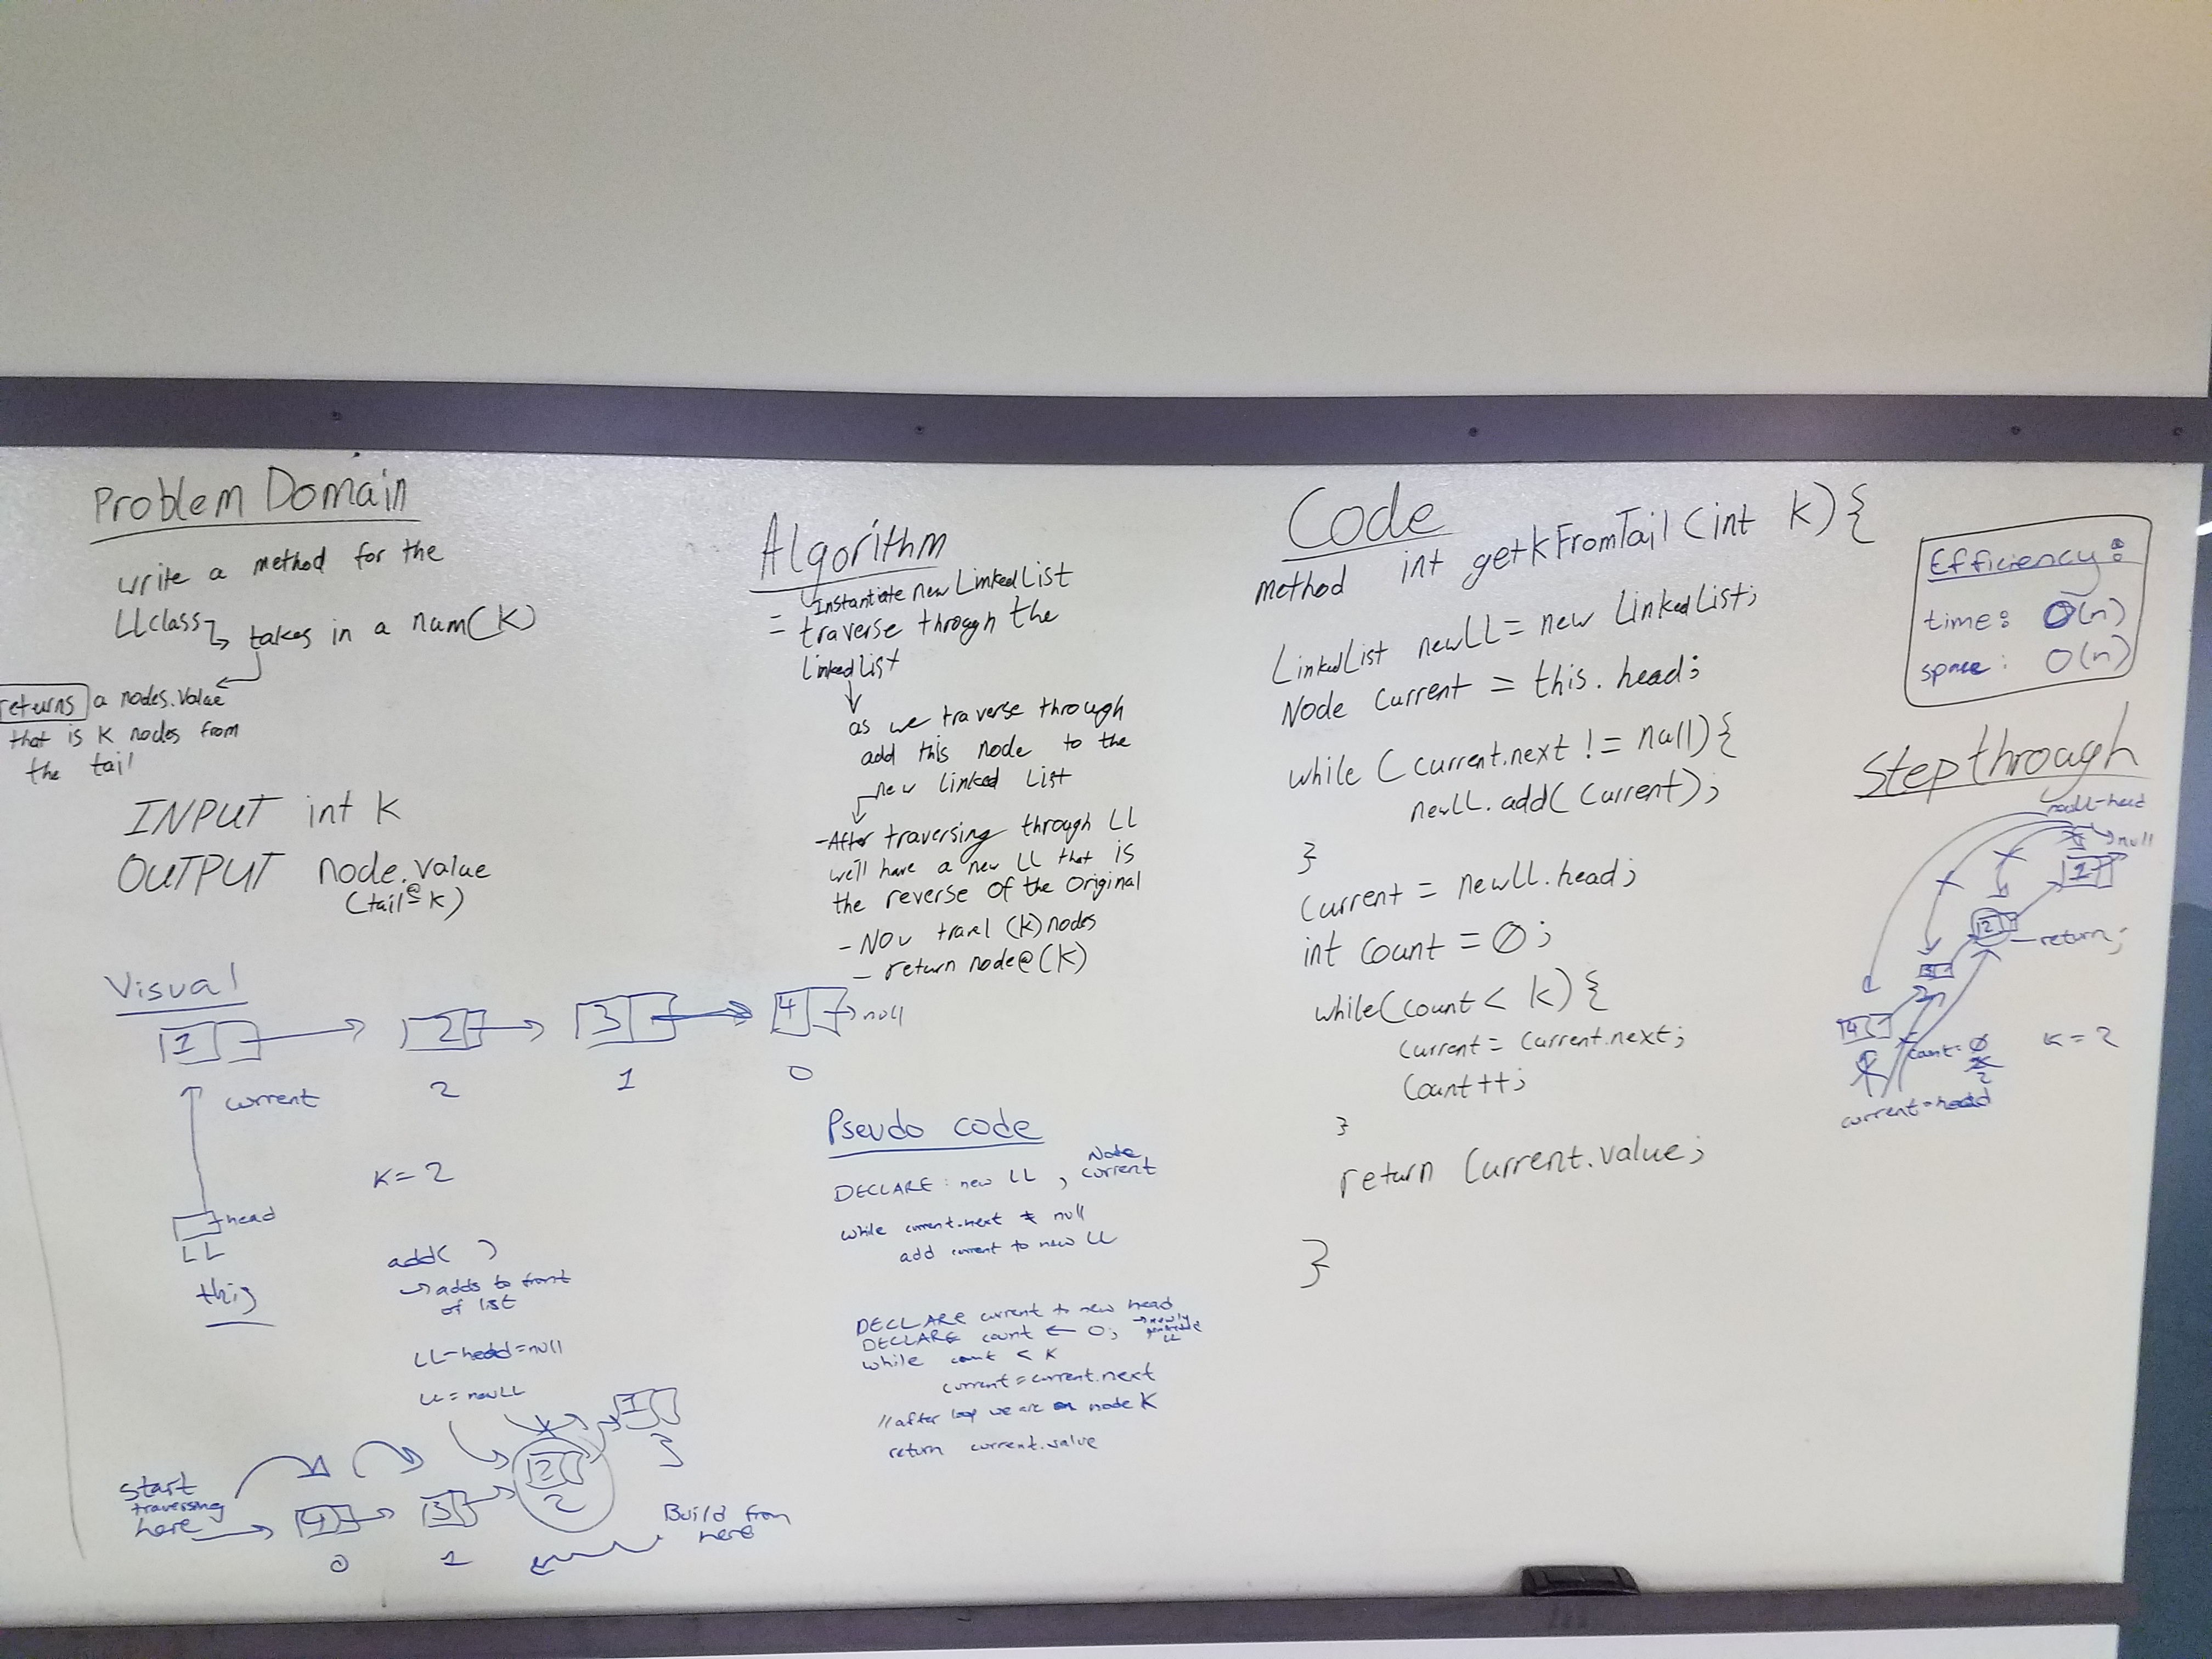 Problem Domain
write a method for the
LLclass
takes in a num(k)
returns a nodes.value
that is K nodes from
the tail
INPUT int k
OUTPUT node.value
(tail@k)
Visual
1 2 3 4 null
current 2 1 0
K=2
head
LL
this
add( )
adds to front
of list
LL-head=null
LL=newLL
1
3
2
2
Start
traversing
here
4 3
0 1
Build from
here
Algorithm
- Instantiate new LinkedList
- traverse through the
linked list
as we traverse through
add this node to the
new linked list
- After traversing through LL
we'll have a new LL that is
the reverse of the original
- Now travel (k) nodes
- return node@(k)
Pseudo code
DECLARE: new LL, Node
current
while current.next ≠ null
add current to new LL
DECLARE current to new head
DECLARE count ← 0;
→ newly
LL
while count < K
current = current.next
//after loop we are on node K
return current.value
Code
method int getkFromTail(int k){
LinkedList newLL = new LinkedList;
Node current = this.head;
while (current.next != null){
newLL.add(current);
}
current = newLL.head;
int count = 0;
while(count < k){
current = current.next;
count++;
}
return current.value;
}
Efficiency:
time: O(n)
space: O(n)
Step through
newLL-head
null
1
2
return;
3
4
count = 0
2
K=2
current=head